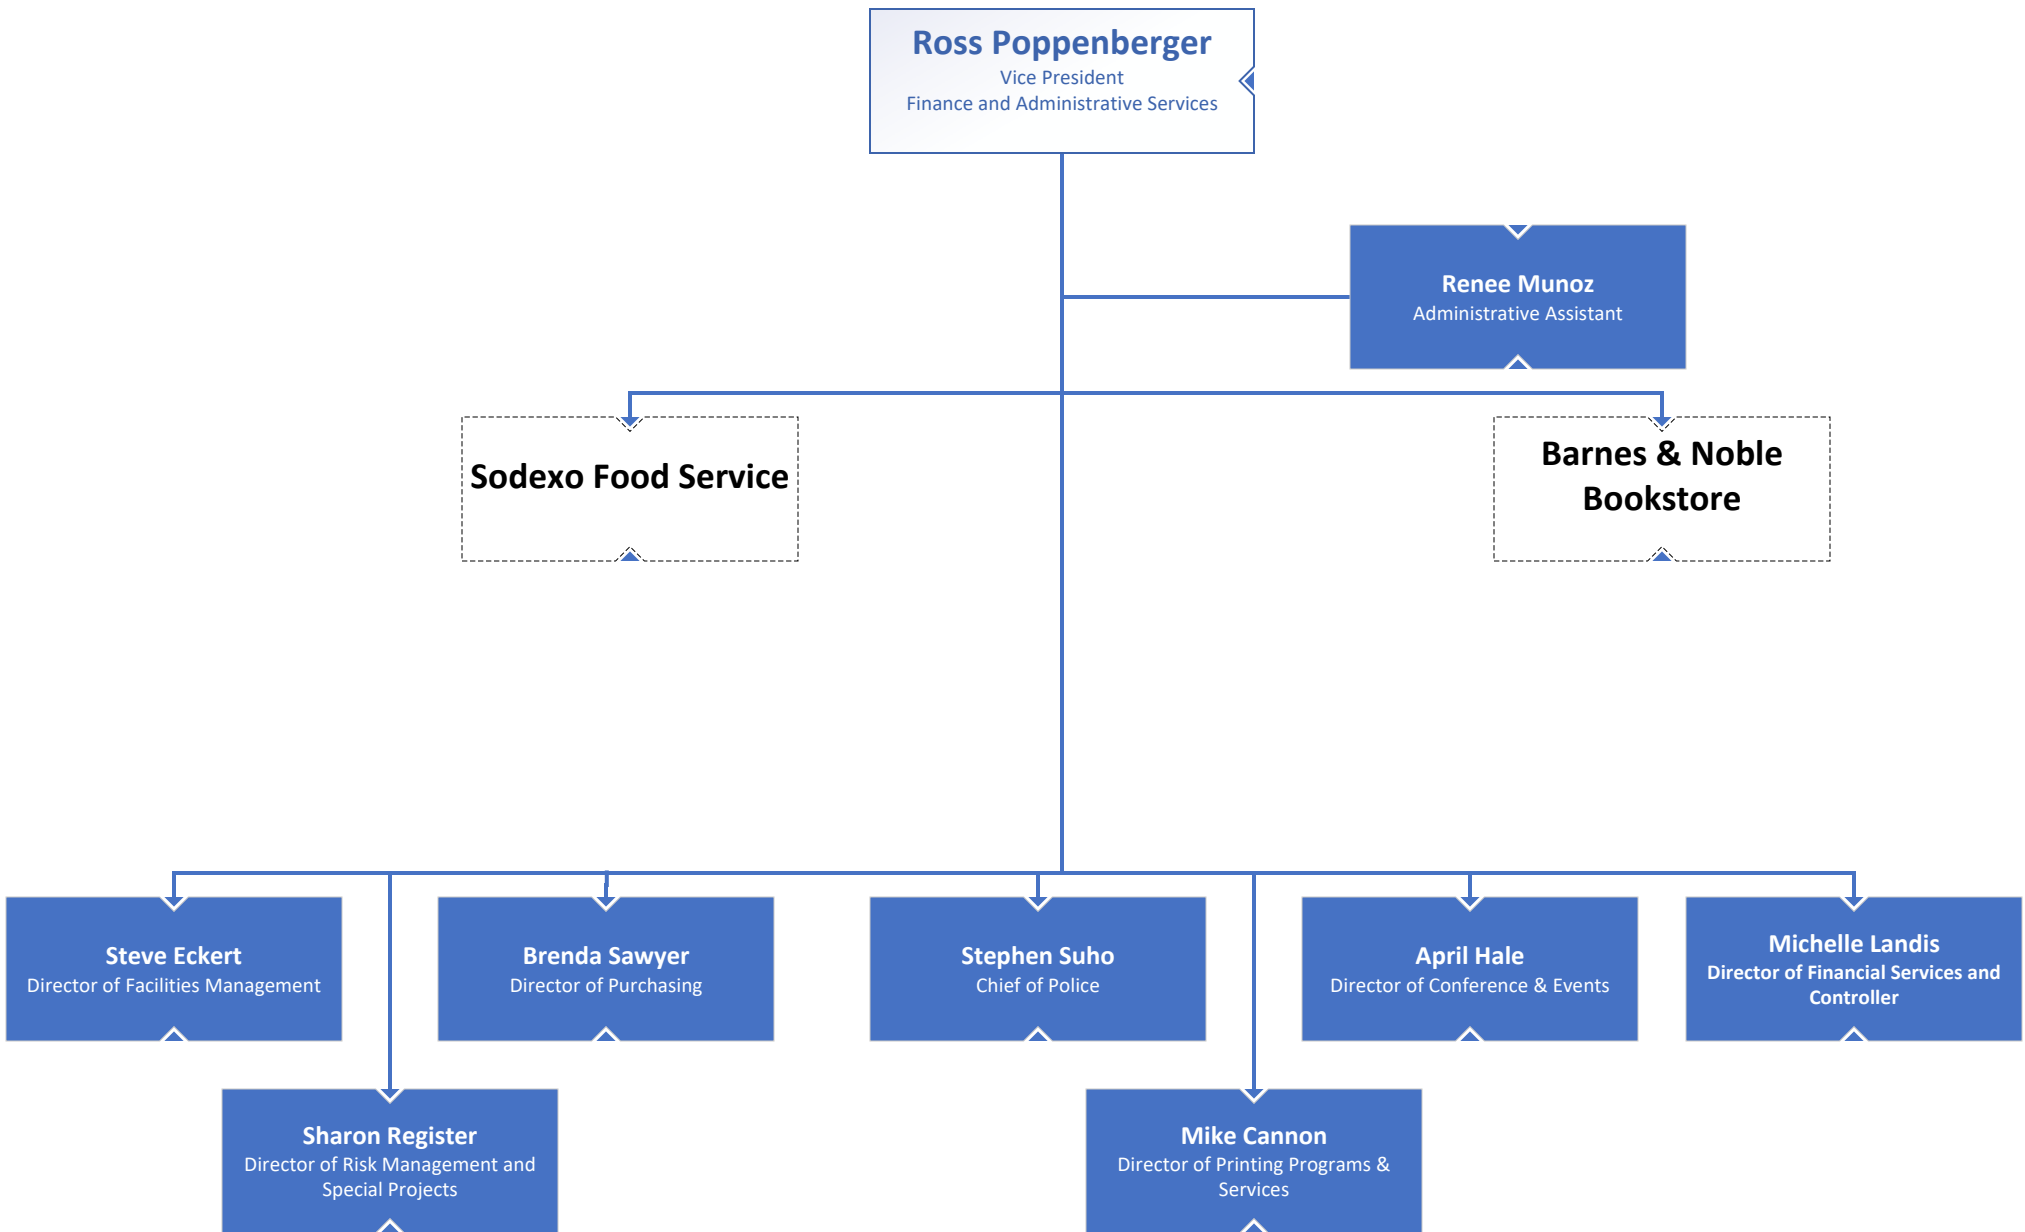 Ross Poppenberger
Vice President
Finance and Administrative Services
Renee Munoz
Administrative Assistant
Sodexo Food Service
Barnes & Noble
Bookstore
Steve Eckert
Director of Facilities Management
Brenda Sawyer
Director of Purchasing
Stephen Suho
Chief of Police
April Hale
Director of Conference & Events
Michelle Landis
Director of Financial Services and
Controller
Sharon Register
Director of Risk Management and
Special Projects
Mike Cannon
Director of Printing Programs &
Services